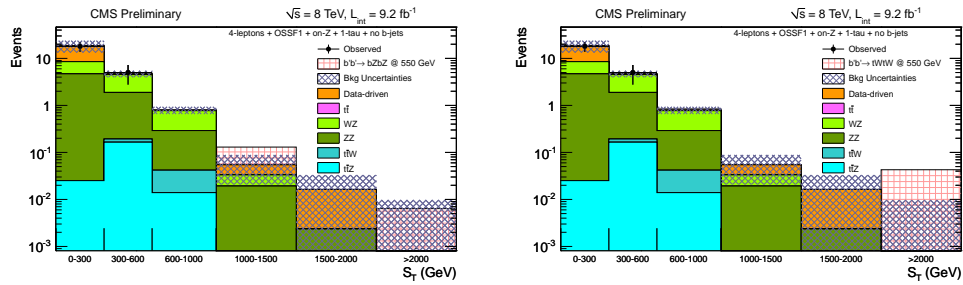 CMS Preliminary √s = 8 TeV, L_int = 9.2 fb⁻¹
4-leptons + OSSF1 + on-Z + 1-tau + no b-jets
Events
10
1
10⁻¹
10⁻²
10⁻³
Observed
b'b'→ bZbZ @ 550 GeV
Bkg Uncertainties
Data-driven
tt̄
WZ
ZZ
tt̄W
tt̄Z
0-300 300-600 600-1000 1000-1500 1500-2000 >2000
S_T (GeV)
CMS Preliminary √s = 8 TeV, L_int = 9.2 fb⁻¹
4-leptons + OSSF1 + on-Z + 1-tau + no b-jets
Events
10
1
10⁻¹
10⁻²
10⁻³
Observed
b'b'→ tWtW @ 550 GeV
Bkg Uncertainties
Data-driven
tt̄
WZ
ZZ
tt̄W
tt̄Z
0-300 300-600 600-1000 1000-1500 1500-2000 >2000
S_T (GeV)